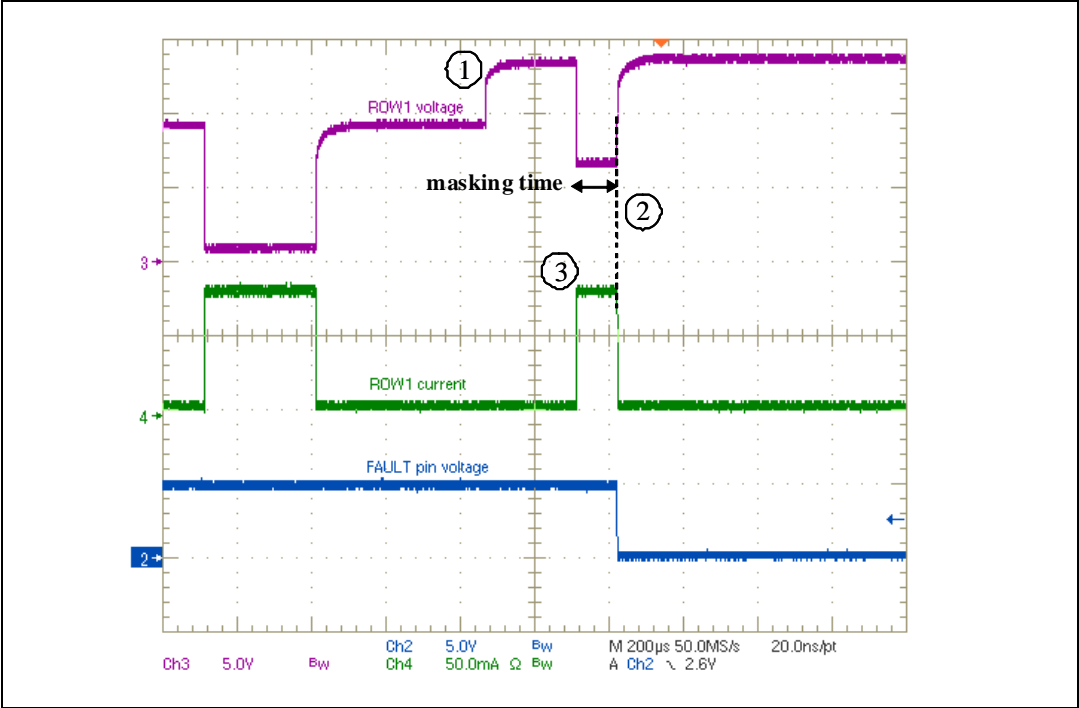 1
ROW1 voltage
masking time
2
3
3
ROW1 current
4
FAULT pin voltage
2
Ch2 5.0V Bw M 200µs 50.0MS/s 20.0ns/pt
Ch3 5.0V Bw Ch4 50.0mA Ω Bw A Ch2 ∖ 2.6V